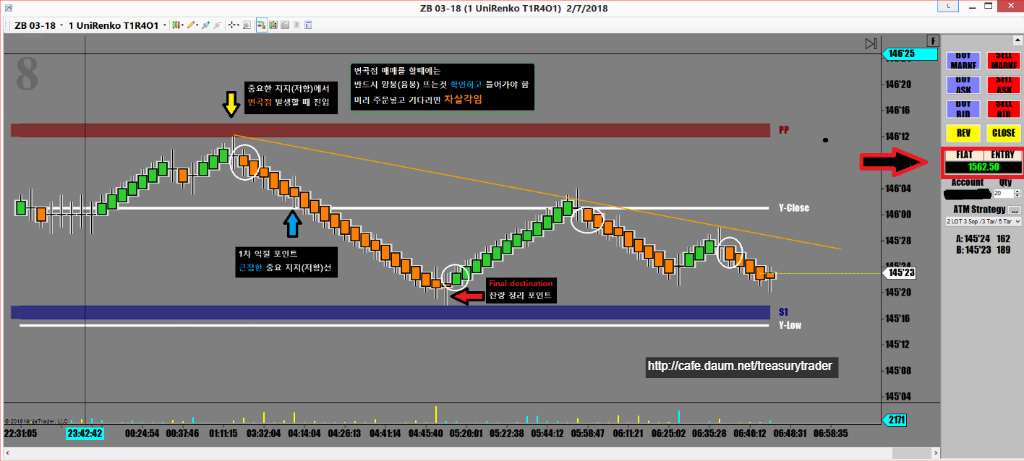 ZB 03-18 (1 UniRenko T1R4O1) 2/7/2018
ZB 03-18 1 UniRenko T1R4O1
8
F
변곡점 매매를 할때에는
반드시 양봉(음봉) 뜨는것 확인하고 들어가야 함
미리 주문넣고 기다리면 자살각임
중요한 지지(저항)에서
변곡점 발생할 때 진입
PP
Y-Close
1차 익절 포인트
근접한 중요 지지(저항)선
Final destination
잔량 정리 포인트
S1
Y-Low
http://cafe.daum.net/treasurytrader
146'25
146'20
146'16
146'12
146'04
146'00
145'28
145'23
145'20
145'16
145'12
145'08
145'04
2171
© 2018 NinjaTrader, LLC
22:31:05 23:42:42 00:24:54 00:37:46 01:11:15 03:32:04 04:14:04 04:26:13 04:41:14 04:45:40 05:20:01 05:22:38 05:44:12 05:58:47 06:11:21 06:25:02 06:35:28 06:40:12 06:48:31 06:58:35
BUY MARKE SELL MARKE
BUY ASK SELL ASK
BUY BID SELL BID
REV CLOSE
FLAT ENTRY
1562.50
Account Qty
20
ATM Strategy ...
2 LOT 3 Sop /3 Tar/ 5 Tar
A: 145'24 162
B: 145'23 189